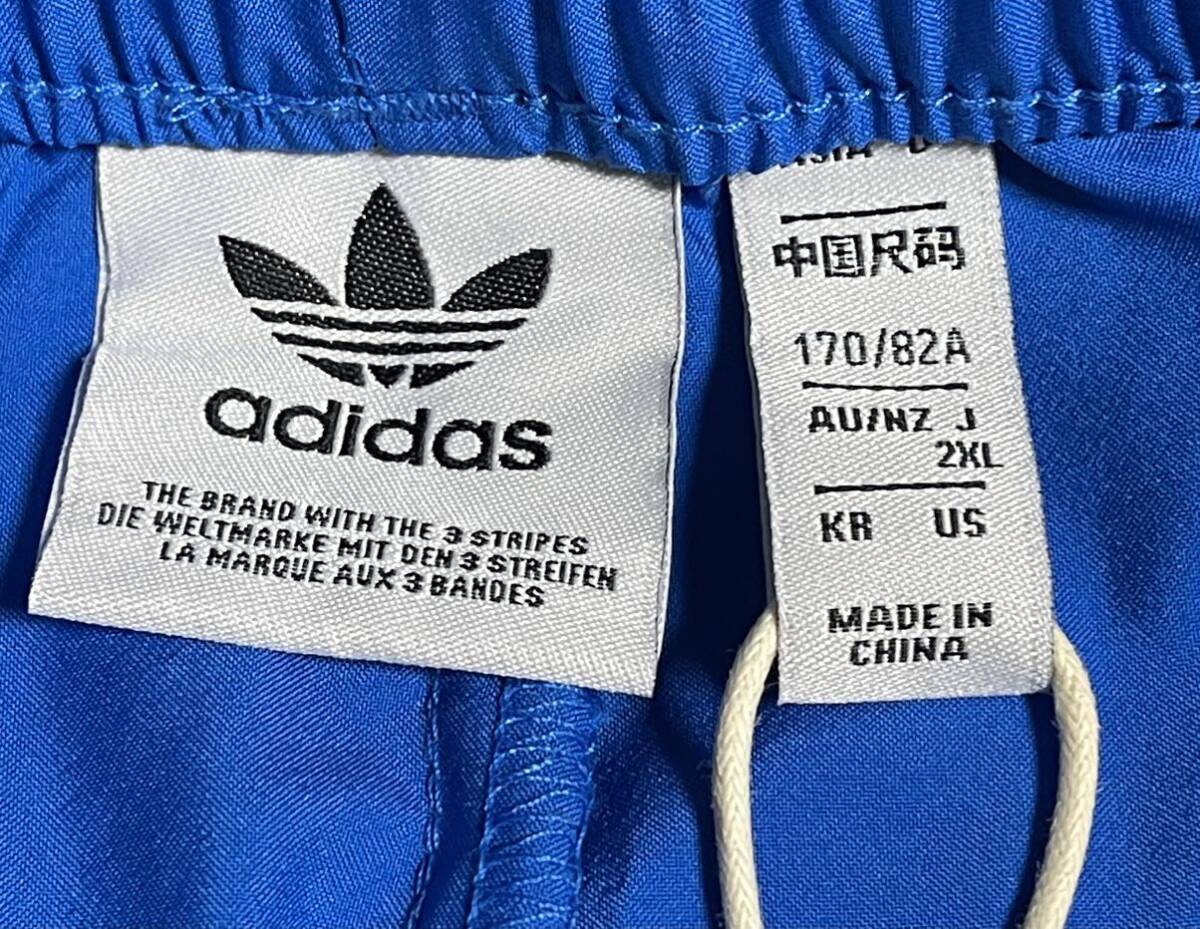 adidas
THE BRAND WITH THE 3 STRIPES
DIE WELTMARKE MIT DEN 3 STREIFEN
LA MARQUE AUX 3 BANDES
中国尺码
170/82A
AU/NZ J
2XL
KR US
MADE IN
CHINA